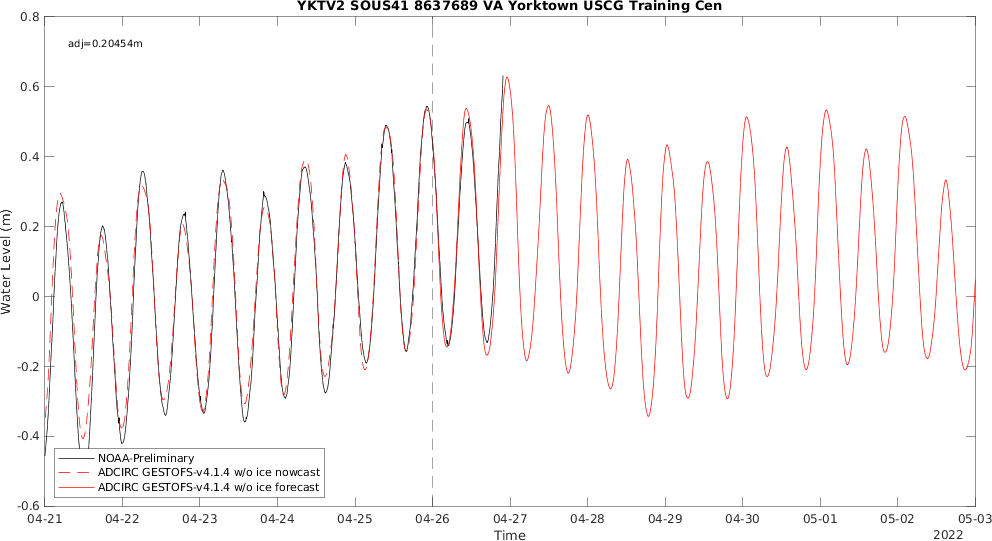 YKTV2 SOUS41 8637689 VA Yorktown USCG Training Cen
adj=0.20454m
0.8
0.6
0.4
0.2
0
-0.2
-0.4
-0.6
Water Level (m)
NOAA-Preliminary
ADCIRC GESTOFS-v4.1.4 w/o ice nowcast
ADCIRC GESTOFS-v4.1.4 w/o ice forecast
04-21 04-22 04-23 04-24 04-25 04-26 04-27 04-28 04-29 04-30 05-01 05-02 05-03
Time
2022